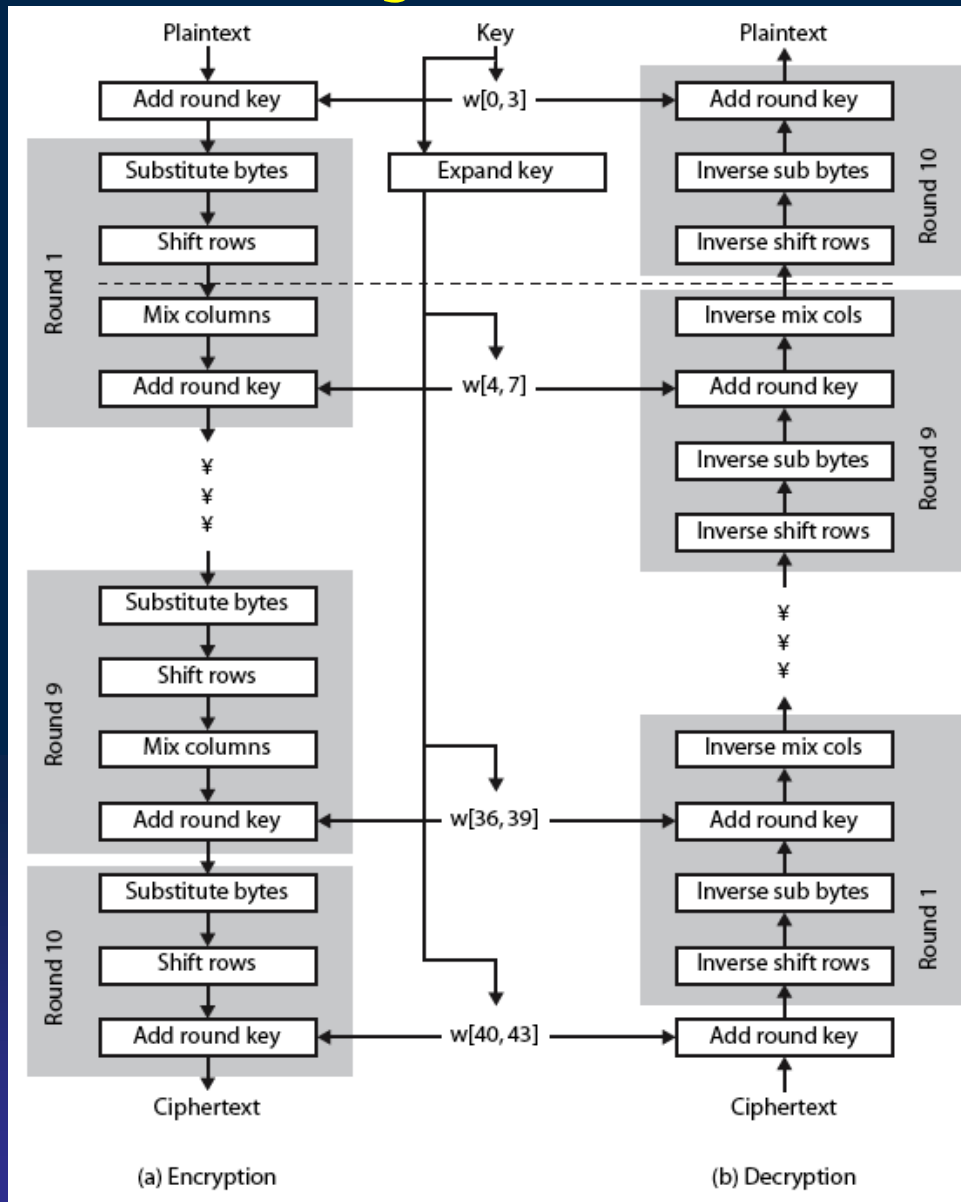 Plaintext
Key
Plaintext
Add round key
w[0, 3]
Add round key
Substitute bytes
Expand key
Inverse sub bytes
Shift rows
Inverse shift rows
Round 1
Round 10
Mix columns
Inverse mix cols
Add round key
w[4, 7]
Add round key
Inverse sub bytes
Inverse shift rows
Round 9
¥
¥
¥
Substitute bytes
Shift rows
Mix columns
Add round key
Round 9
w[36, 39]
¥
¥
¥
Inverse mix cols
Add round key
Inverse sub bytes
Inverse shift rows
Round 1
Substitute bytes
Shift rows
Add round key
Round 10
w[40, 43]
Add round key
Ciphertext
Ciphertext
(a) Encryption
(b) Decryption